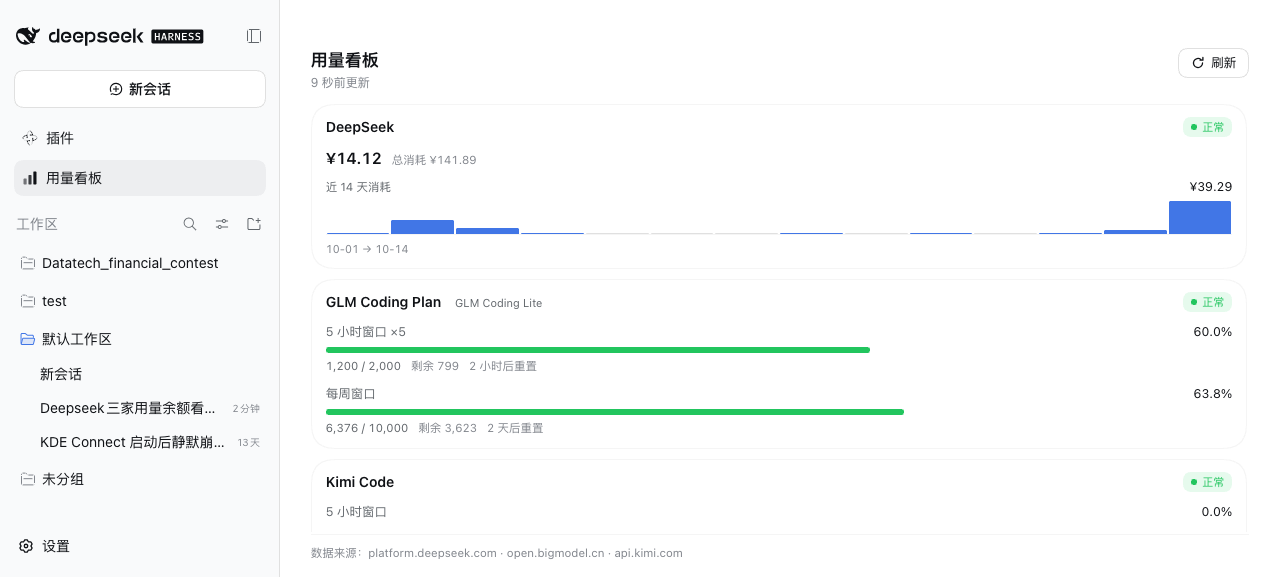 deepseek HARNESS
新会话
插件
用量看板
工作区
Datatech_financial_contest
test
默认工作区
新会话
Deepseek三家用量余额看... 2 分钟
KDE Connect 启动后静默崩... 13 天
未分组
设置
用量看板
9 秒前更新
刷新
DeepSeek
正常
¥14.12 总消耗 ¥141.89
近 14 天消耗 ¥39.29
10-01 → 10-14
GLM Coding Plan GLM Coding Lite
正常
5 小时窗口 ×5 60.0%
1,200 / 2,000 剩余 799 2 小时后重置
每周窗口 63.8%
6,376 / 10,000 剩余 3,623 2 天后重置
Kimi Code
正常
5 小时窗口 0.0%
数据来源：platform.deepseek.com · open.bigmodel.cn · api.kimi.com